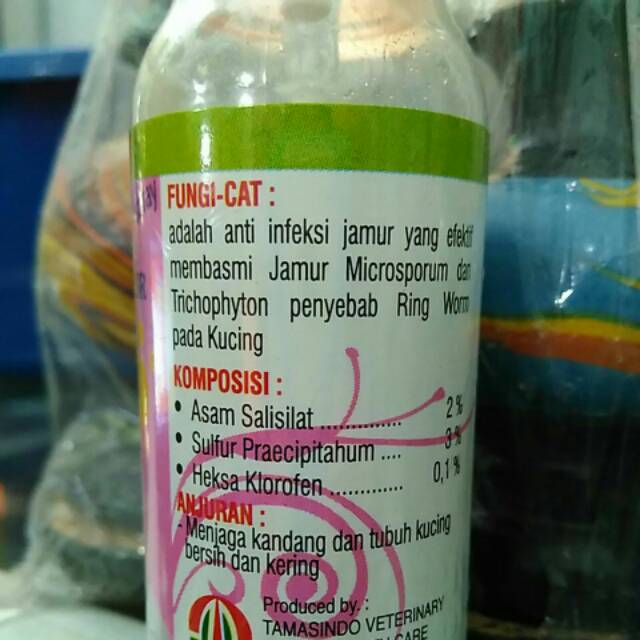 FUNGI-CAT :
adalah anti infeksi jamur yang efektif
membasmi Jamur Microsporum dan
Trichophyton penyebab Ring Worm
pada Kucing
KOMPOSISI :
• Asam Salisilat .............. 2 %
• Sulfur Praecipitahum .... 3 %
• Heksa Klorofen ............. 0,1 %
ANJURAN :
- Menjaga kandang dan tubuh kucing
bersih dan kering
Produced by. :
TAMASINDO VETERINARY
CARE